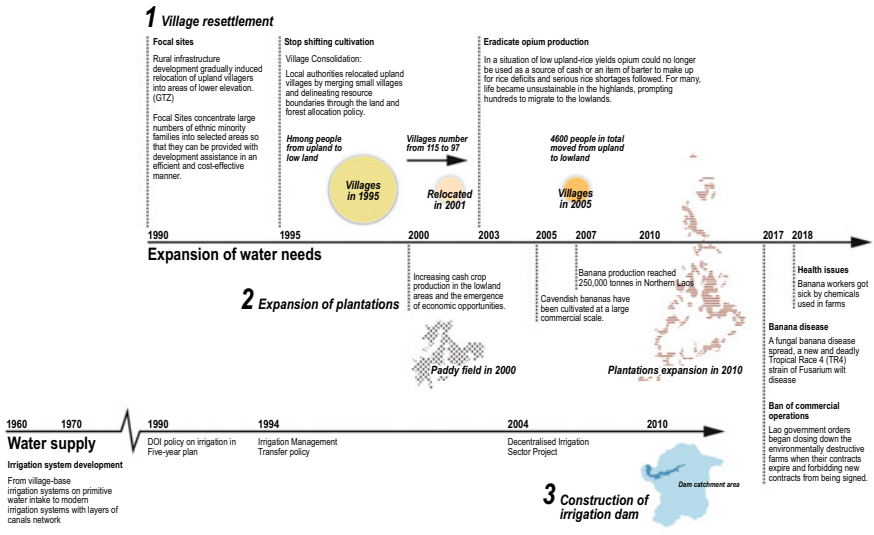 1 Village resettlement
Focal sites
Rural infrastructure
development gradually induced
relocation of upland villagers
into areas of lower elevation.
(GTZ)
Focal Sites concentrate large
numbers of ethnic minority
families into selected areas so
that they can be provided with
development assistance in an
efficient and cost-effective
manner.
Stop shifting cultivation
Village Consolidation:
Local authorities relocated upland
villages by merging small villages
and delineating resource
boundaries through the land and
forest allocation policy.
Hmong people
from upland to
low land
Villages
in 1995
Villages number
from 115 to 97
Relocated
in 2001
Eradicate opium production
In a situation of low upland-rice yields opium could no longer
be used as a source of cash or an item of barter to make up
for rice deficits and serious rice shortages followed. For many,
life became unsustainable in the highlands, prompting
hundreds to migrate to the lowlands.
4600 people in total
moved from upland
to lowland
Villages
in 2005
1990 1995 2000 2003 2005 2007 2010 2017 2018
Expansion of water needs
2 Expansion of plantations
Increasing cash crop
production in the lowland
areas and the emergence
of economic opportunities.
Paddy field in 2000
Cavendish bananas have
been cultivated at a large
commercial scale.
Banana production reached
250,000 tonnes in Northern Laos
Plantations expansion in 2010
Health issues
Banana workers got
sick by chemicals
used in farms
Banana disease
A fungal banana disease
spread, a new and deadly
Tropical Race 4 (TR4)
strain of Fusarium wilt
disease
Ban of commercial
operations
Lao government orders
began closing down the
environmentally destructive
farms when their contracts
expire and forbidding new
contracts from being signed.
1960 1970 1990 1994 2004 2010
Water supply
Irrigation system development
From village-base
irrigation systems on primitive
water intake to modern
irrigation systems with layers of
canals network
DOI policy on irrigation in
Five-year plan
Irrigation Management
Transfer policy
Decentralised Irrigation
Sector Project
3 Construction of
irrigation dam
Dam catchment area